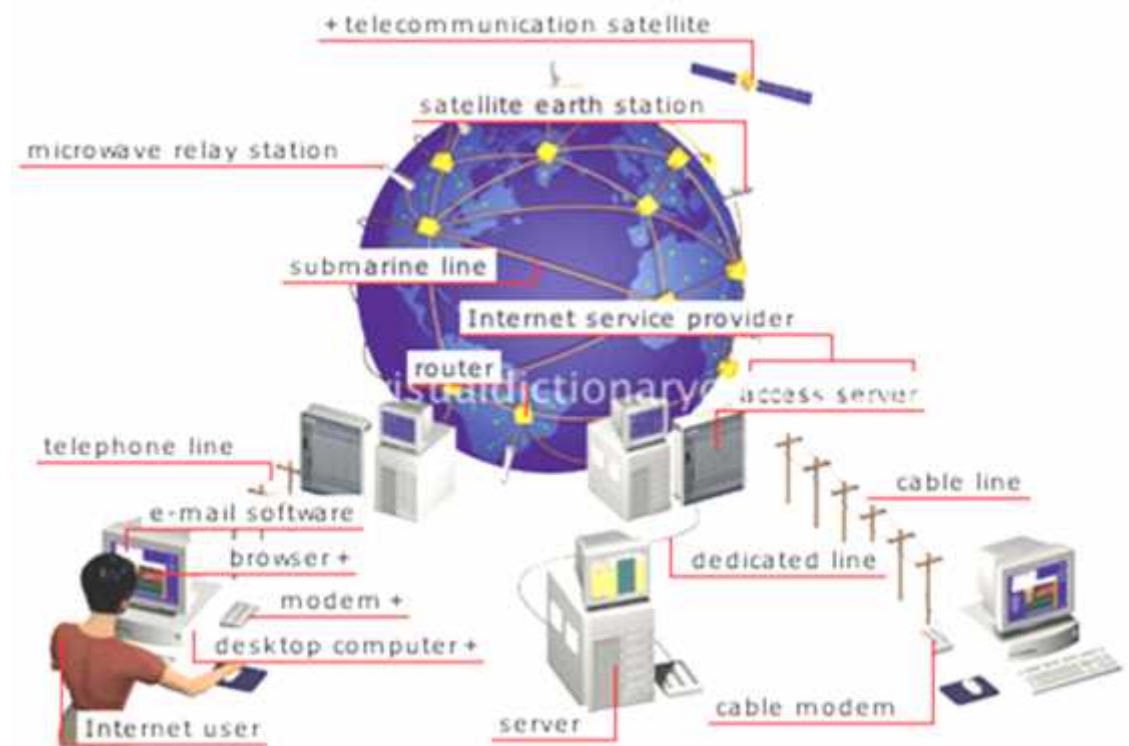 + telecommunication satellite
satellite earth station
microwave relay station
submarine line
Internet service provider
router
access server
telephone line
cable line
e-mail software
browser +
dedicated line
modem +
desktop computer +
cable modem
Internet user
server